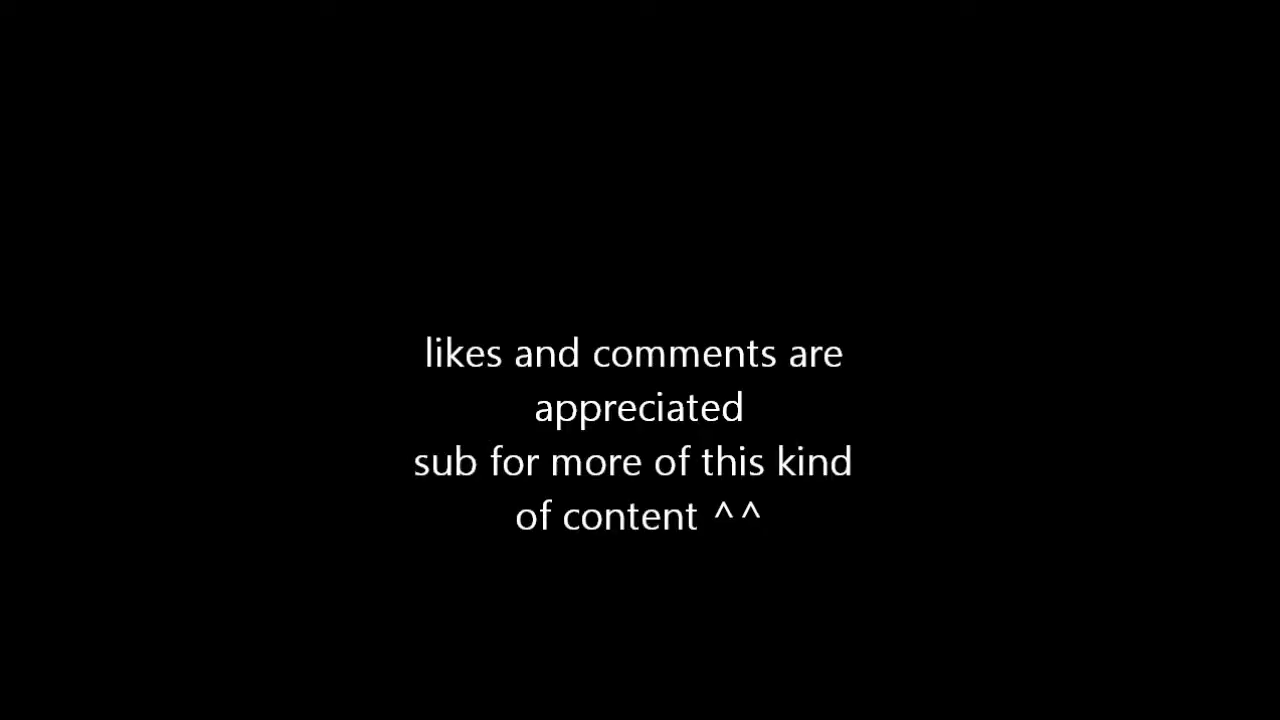 likes and comments are
appreciated
sub for more of this kind
of content ^^